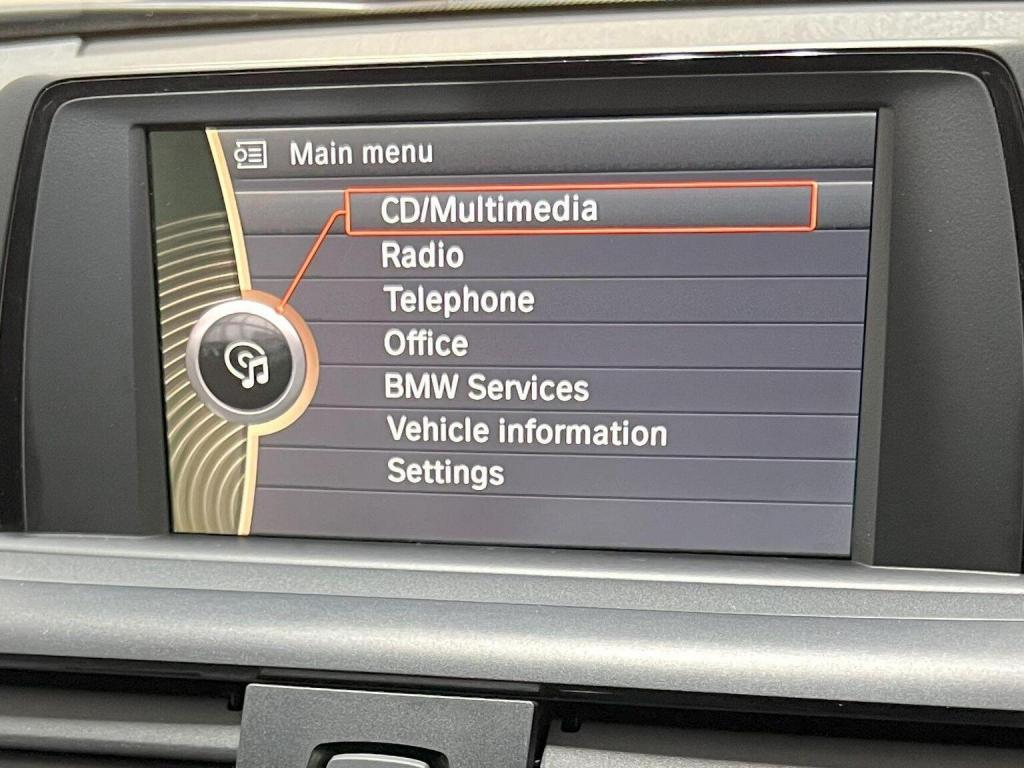 Main menu
CD/Multimedia
Radio
Telephone
Office
BMW Services
Vehicle information
Settings